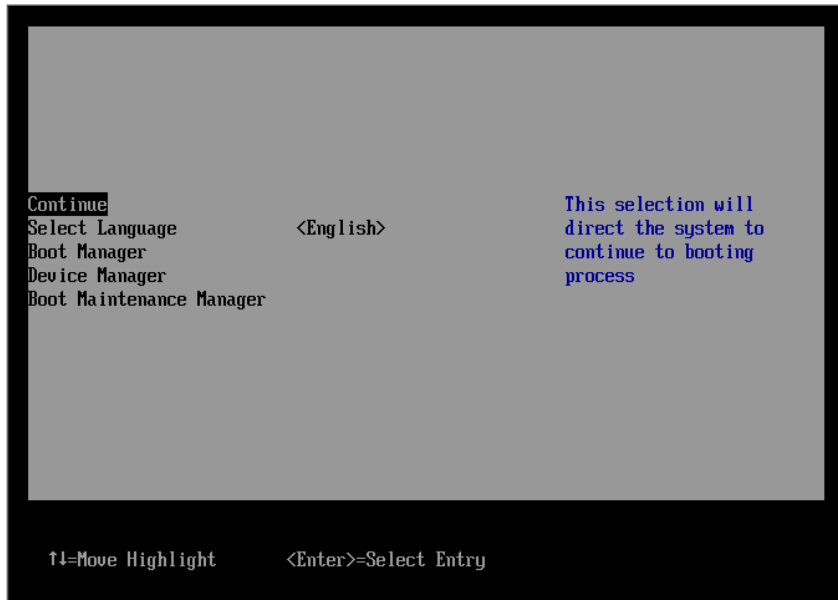 Continue
Select Language <English>
Boot Manager
Device Manager
Boot Maintenance Manager
This selection will
direct the system to
continue to booting
process
↑↓=Move Highlight <Enter>=Select Entry